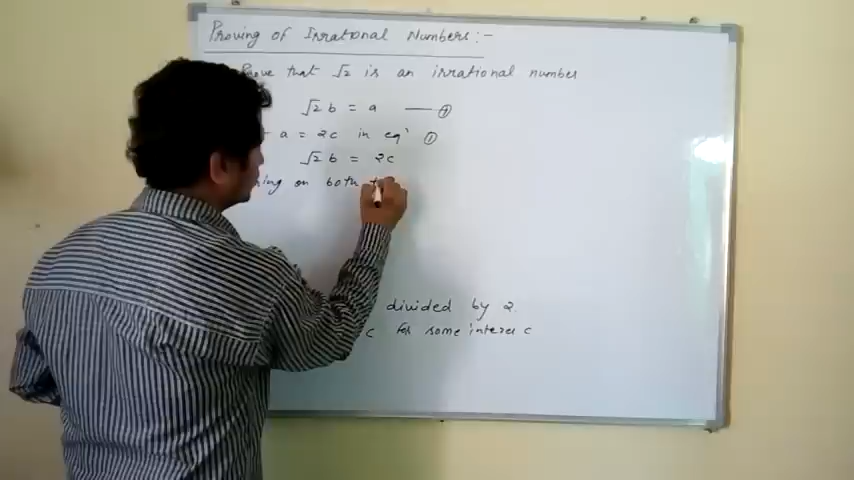 Proving of Irrational Numbers:-
Prove that √2 is an irrational number
√2 b = a —— ①
a = 2c in eqⁿ ①
√2 b = 2c
on both
divided by 2
c for some interer c